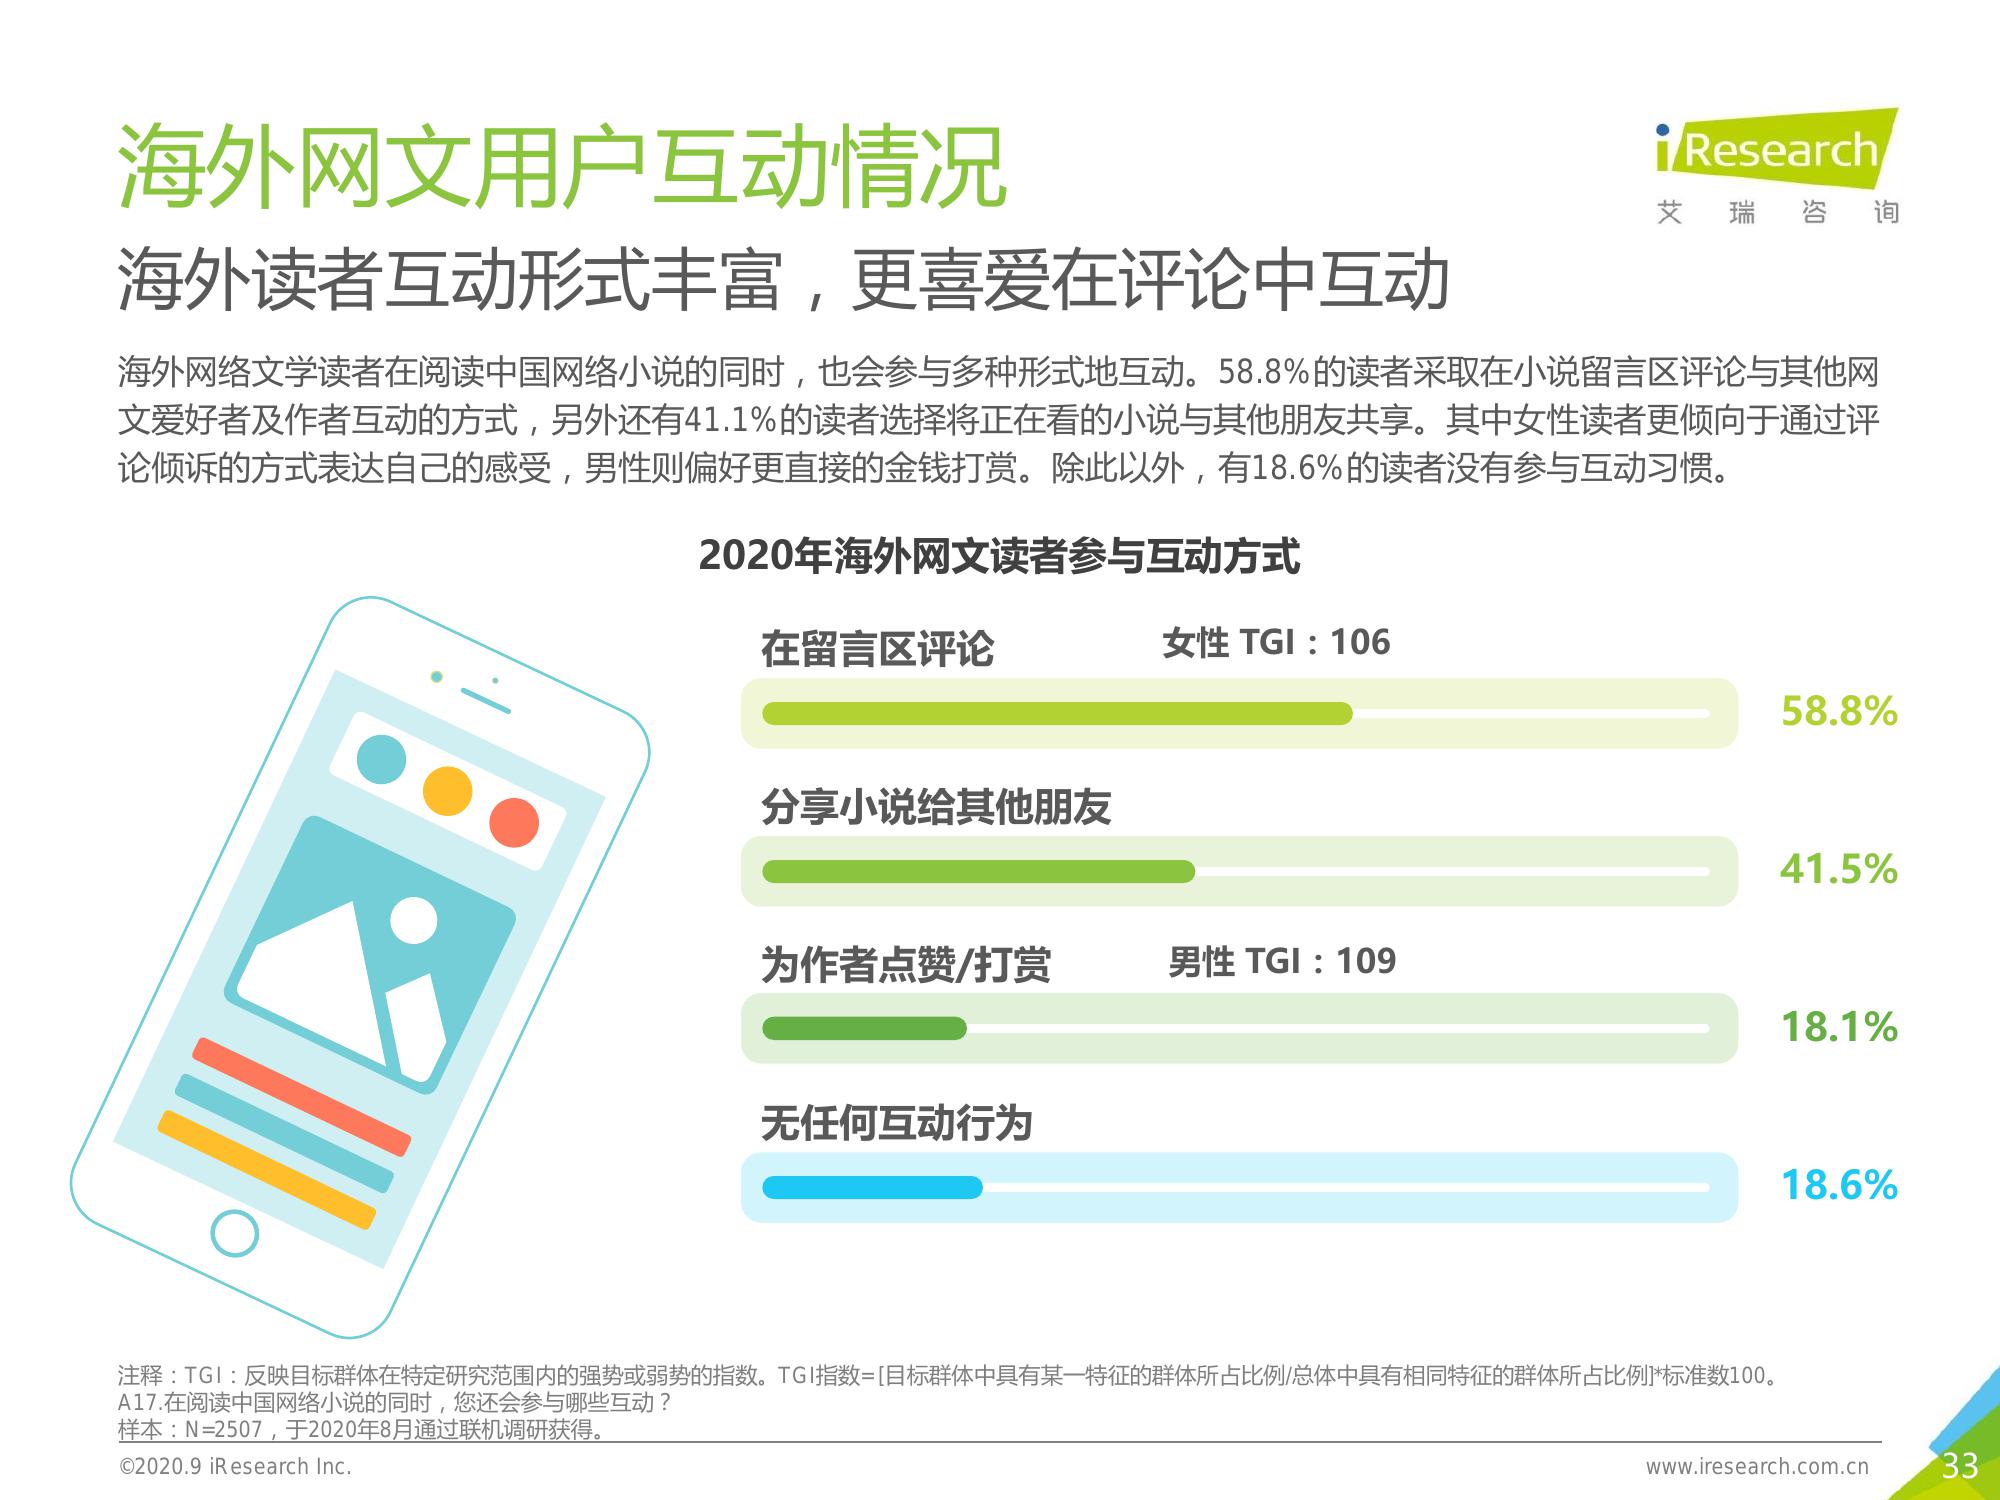 海外网文用户互动情况
iResearch
艾瑞咨询
海外读者互动形式丰富，更喜爱在评论中互动
海外网络文学读者在阅读中国网络小说的同时，也会参与多种形式地互动。58.8%的读者采取在小说留言区评论与其他网
文爱好者及作者互动的方式，另外还有41.1%的读者选择将正在看的小说与其他朋友共享。其中女性读者更倾向于通过评
论倾诉的方式表达自己的感受，男性则偏好更直接的金钱打赏。除此以外，有18.6%的读者没有参与互动习惯。
2020年海外网文读者参与互动方式
在留言区评论 女性 TGI：106
58.8%
分享小说给其他朋友
41.5%
为作者点赞/打赏 男性 TGI：109
18.1%
无任何互动行为
18.6%
注释：TGI：反映目标群体在特定研究范围内的强势或弱势的指数。TGI指数=[目标群体中具有某一特征的群体所占比例/总体中具有相同特征的群体所占比例]*标准数100。
A17.在阅读中国网络小说的同时，您还会参与哪些互动？
样本：N=2507，于2020年8月通过联机调研获得。
©2020.9 iResearch Inc.
www.iresearch.com.cn
33